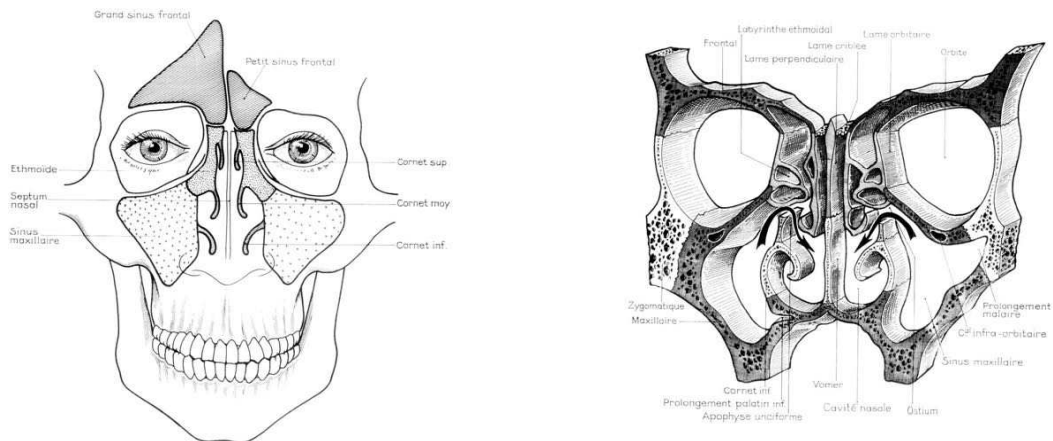 Grand sinus frontal
Petit sinus frontal
Ethmoïde
Septum
nasal
Sinus
maxillaire
Cornet sup
Cornet moy
Cornet inf.
Labyrinthe ethmoïdal
Frontal
Lame criblée
Lame perpendiculaire
Lame orbitaire
Orbite
Zygomatique
Maxillaire
Prolongement
malaire
Cal infra-orbitaire
Sinus maxillaire
Cornet inf.
Prolongement palatin inf.
Apophyse unciforme
Vomer
Cavité nasale
Ostium